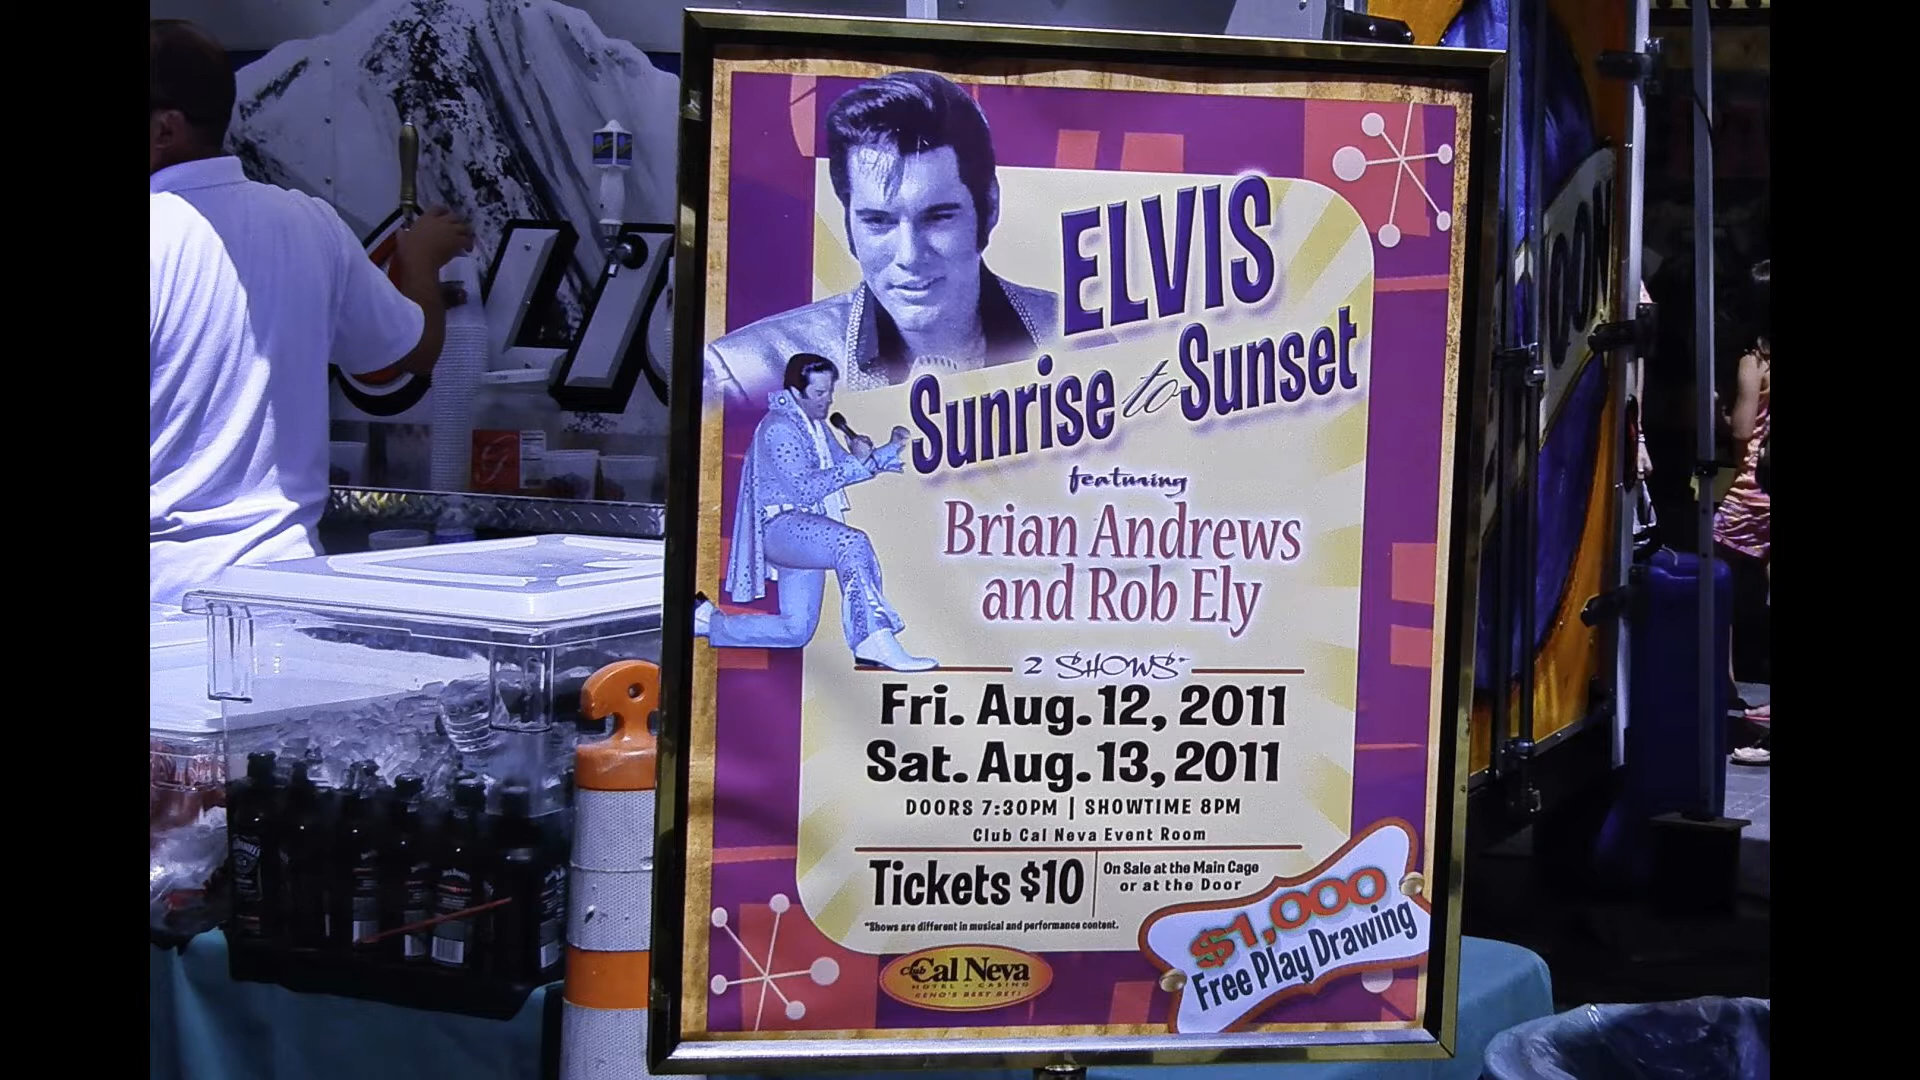 ELVIS
Sunrise to Sunset
featuring
Brian Andrews
and Rob Ely
2 SHOWS*
Fri. Aug. 12, 2011
Sat. Aug. 13, 2011
DOORS 7:30PM | SHOWTIME 8PM
Club Cal Neva Event Room
Tickets $10
On Sale at the Main Cage
or at the Door
*Shows are different in musical and performance content.
$1,000
Free Play Drawing
Club Cal Neva
HOTEL • CASINO
RENO'S BEST BET!